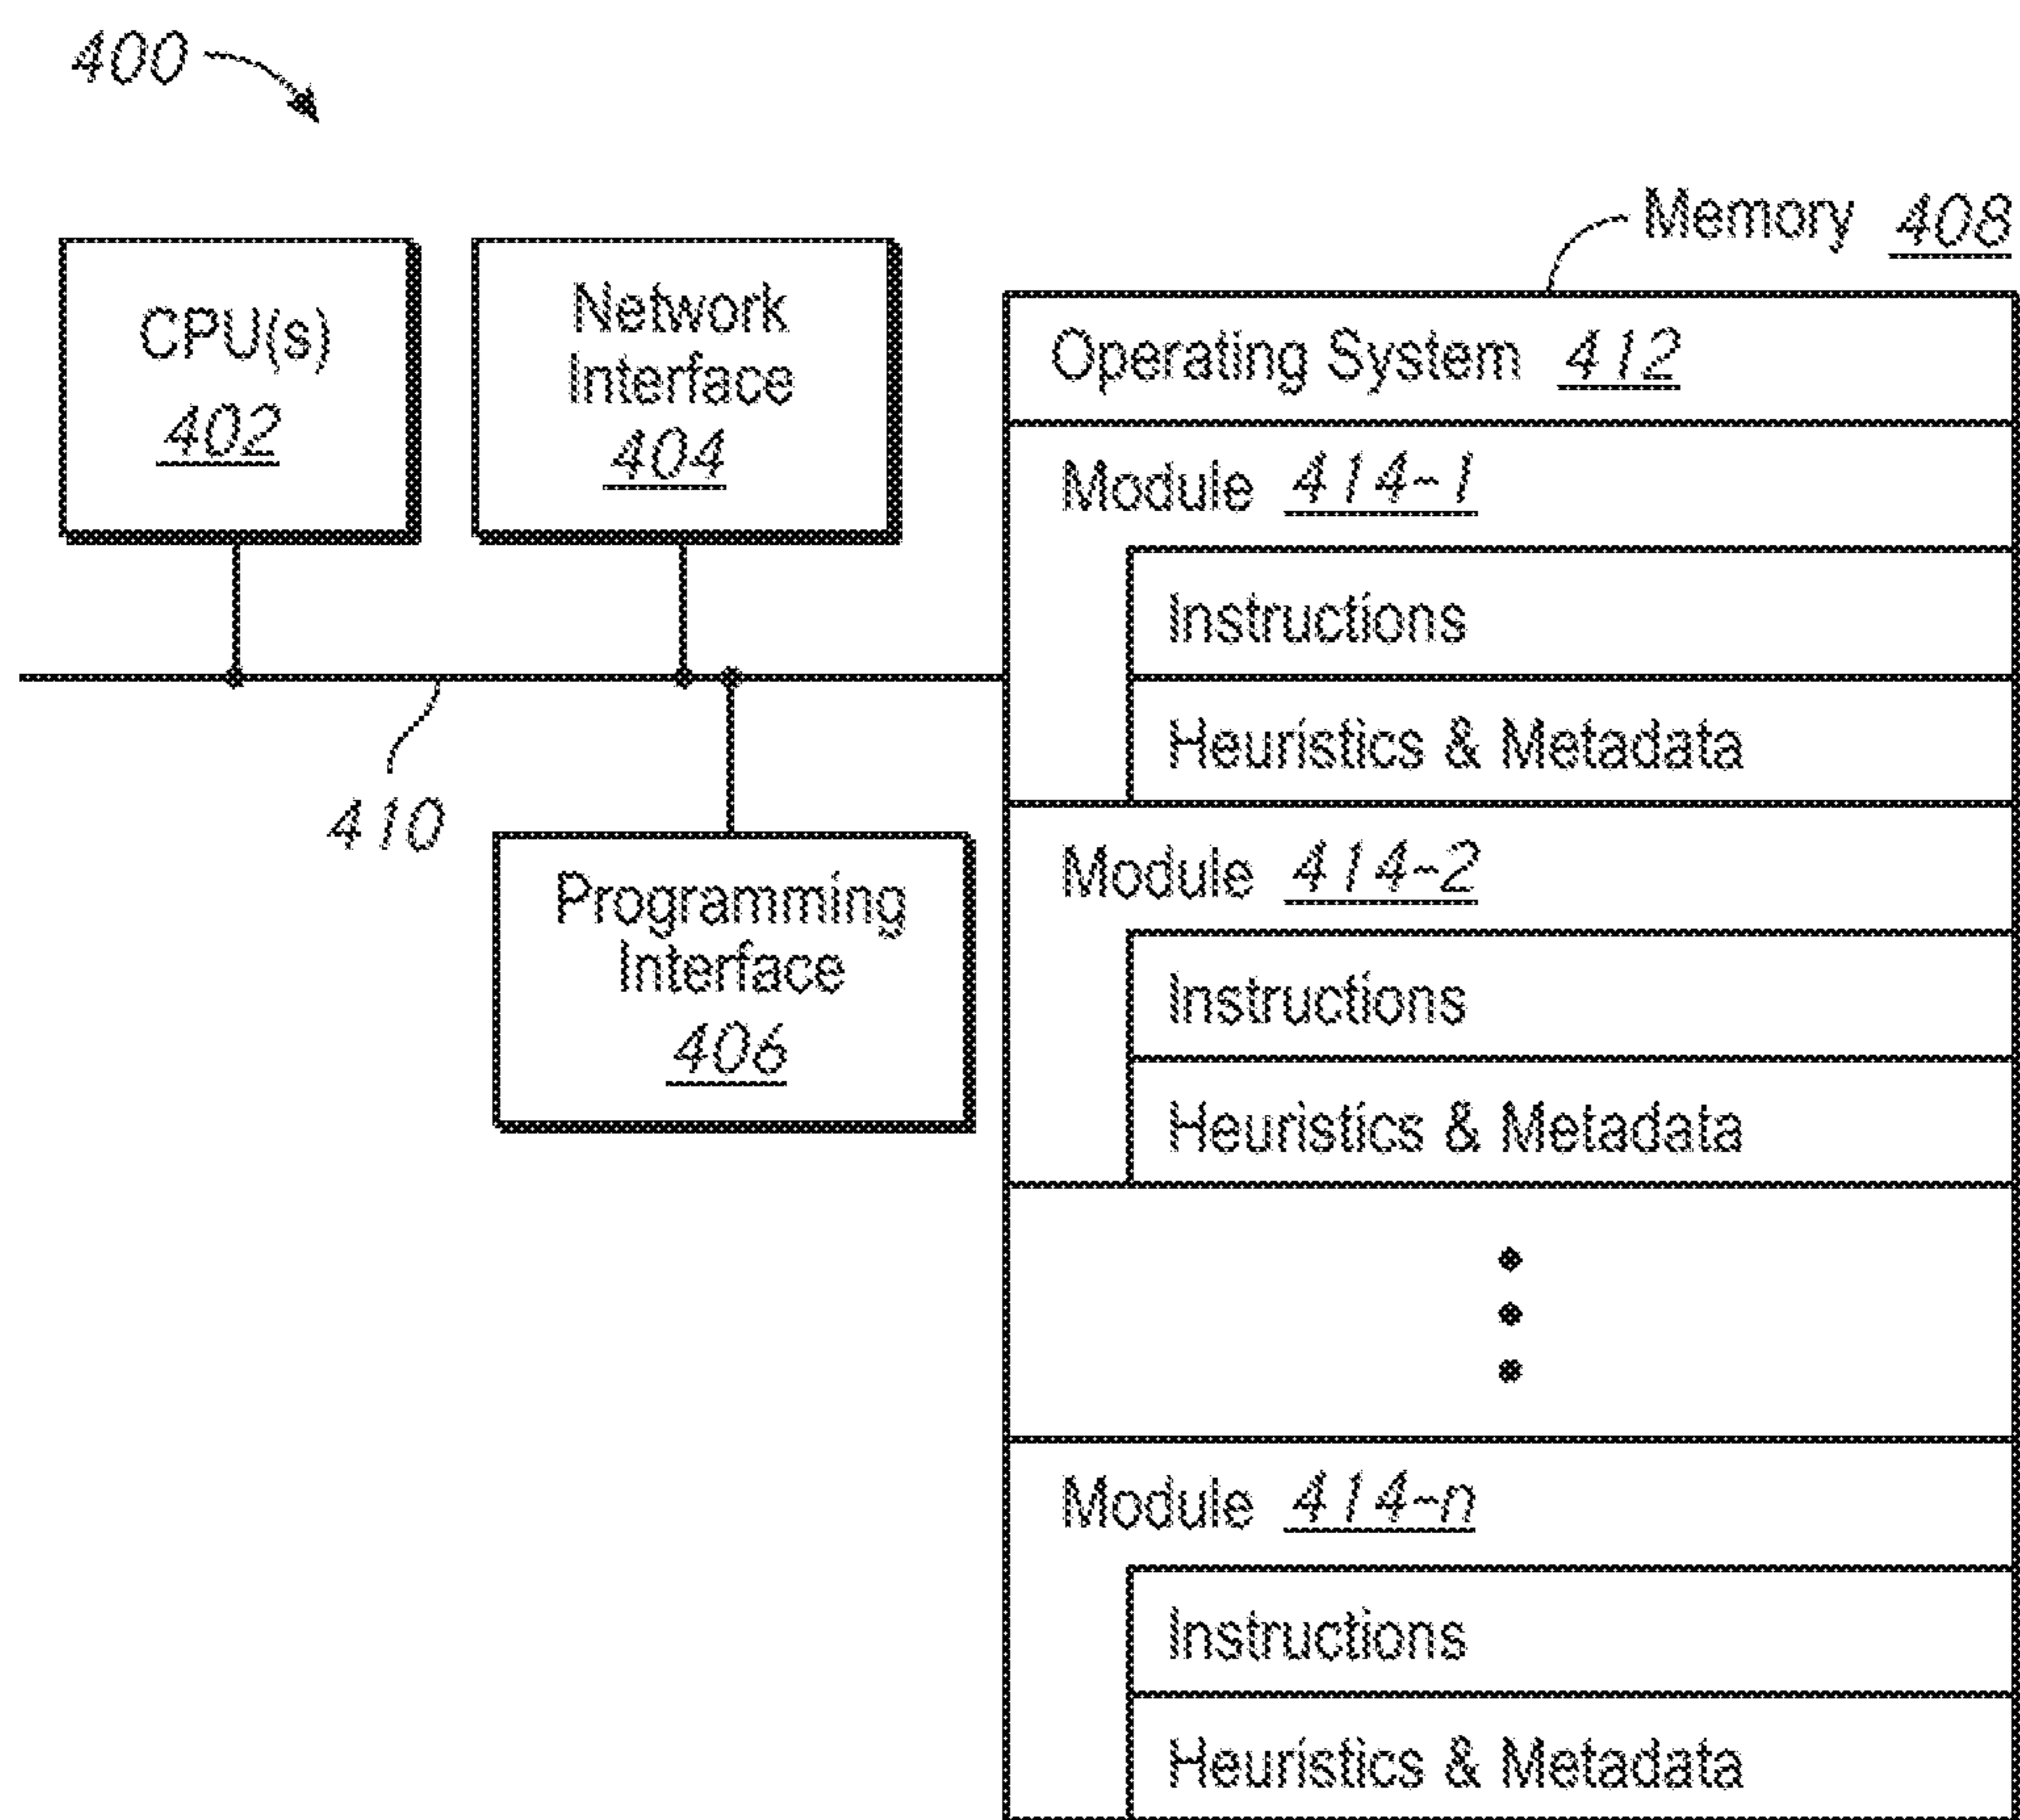 400
Memory 408
CPU(s)
402
Network
Interface
404
410
Programming
Interface
406
Operating System 412
Module 414-1
Instructions
Heuristics & Metadata
Module 414-2
Instructions
Heuristics & Metadata
Module 414-n
Instructions
Heuristics & Metadata